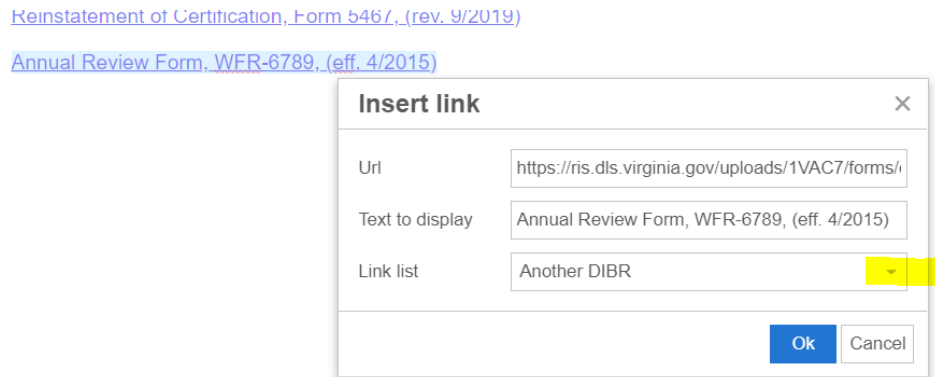 Reinstatement of Certification, Form 5467, (rev. 9/2019)
Annual Review Form, WFR-6789, (eff. 4/2015)
Insert link
Url https://ris.dls.virginia.gov/uploads/1VAC7/forms/
Text to display Annual Review Form, WFR-6789, (eff. 4/2015)
Link list Another DIBR
Ok Cancel